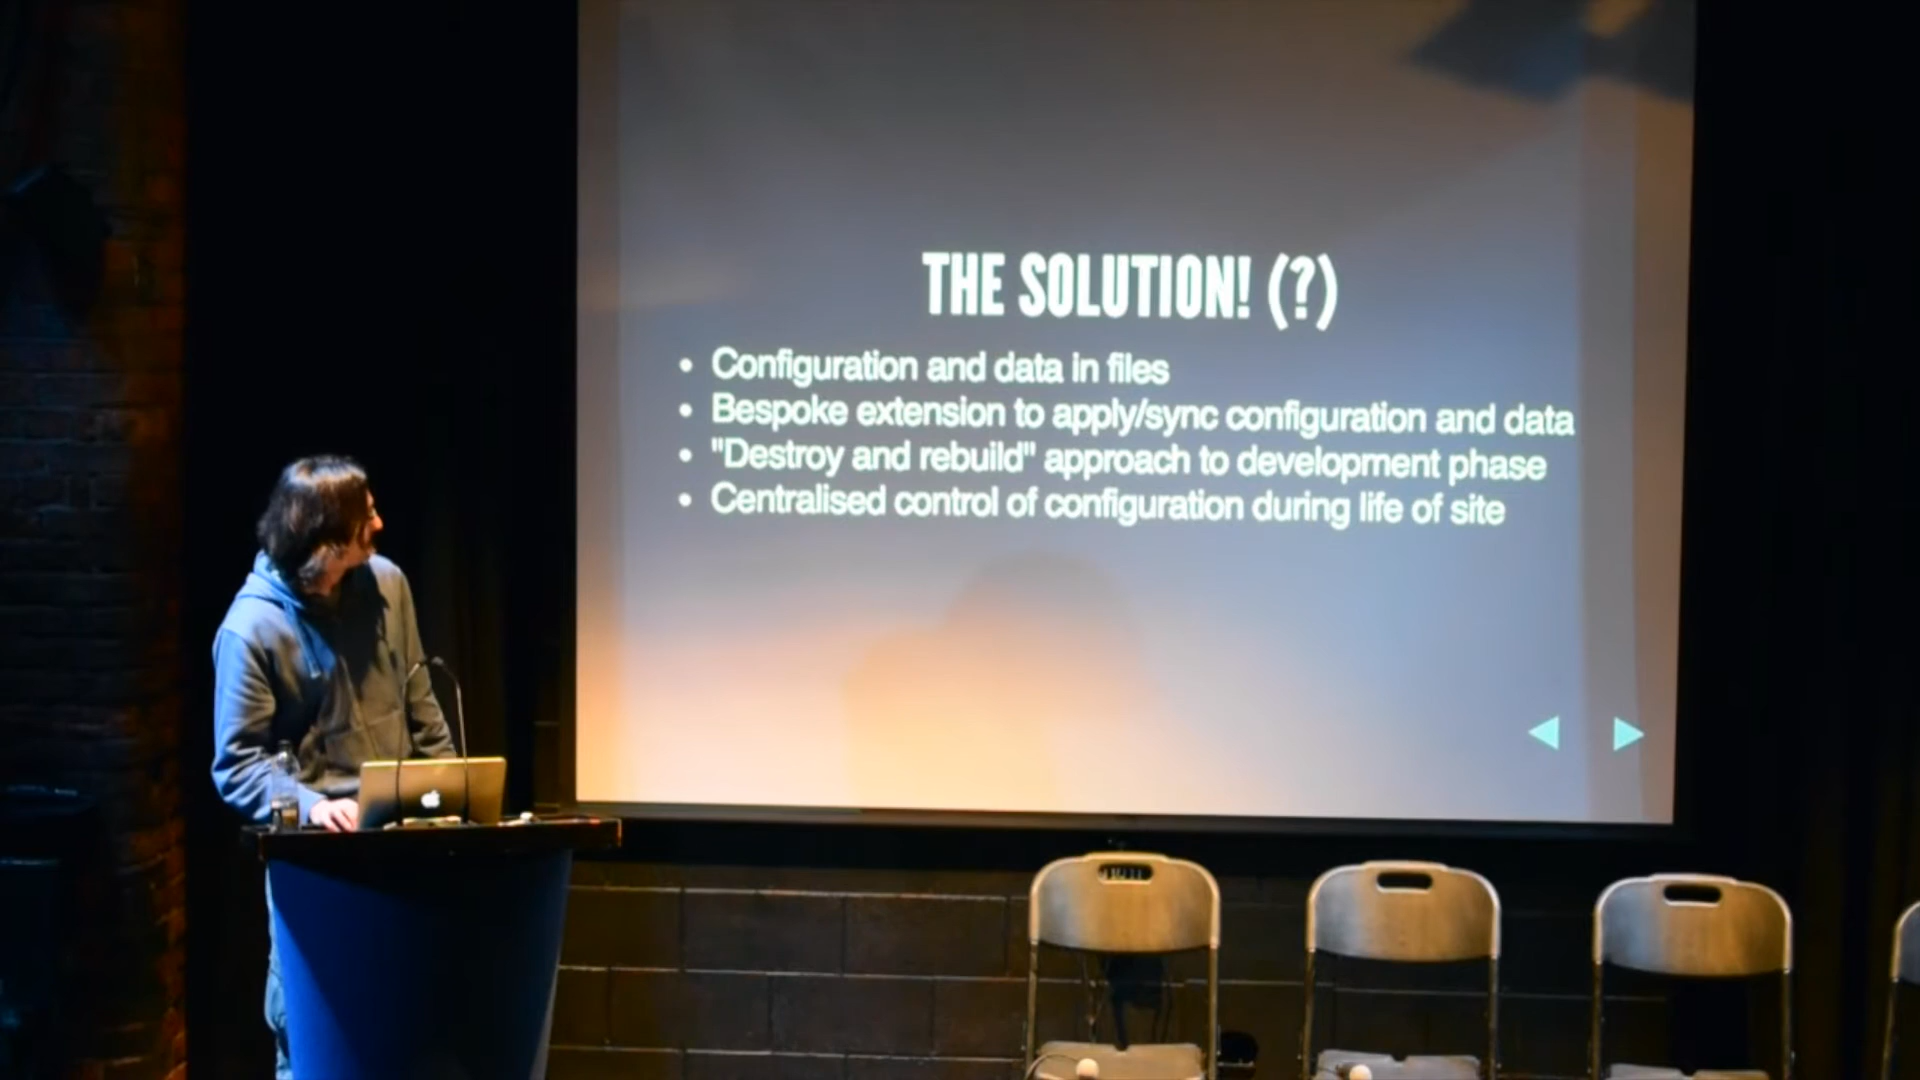 THE SOLUTION! (?)
• Configuration and data in files
• Bespoke extension to apply/sync configuration and data
• "Destroy and rebuild" approach to development phase
• Centralised control of configuration during life of site